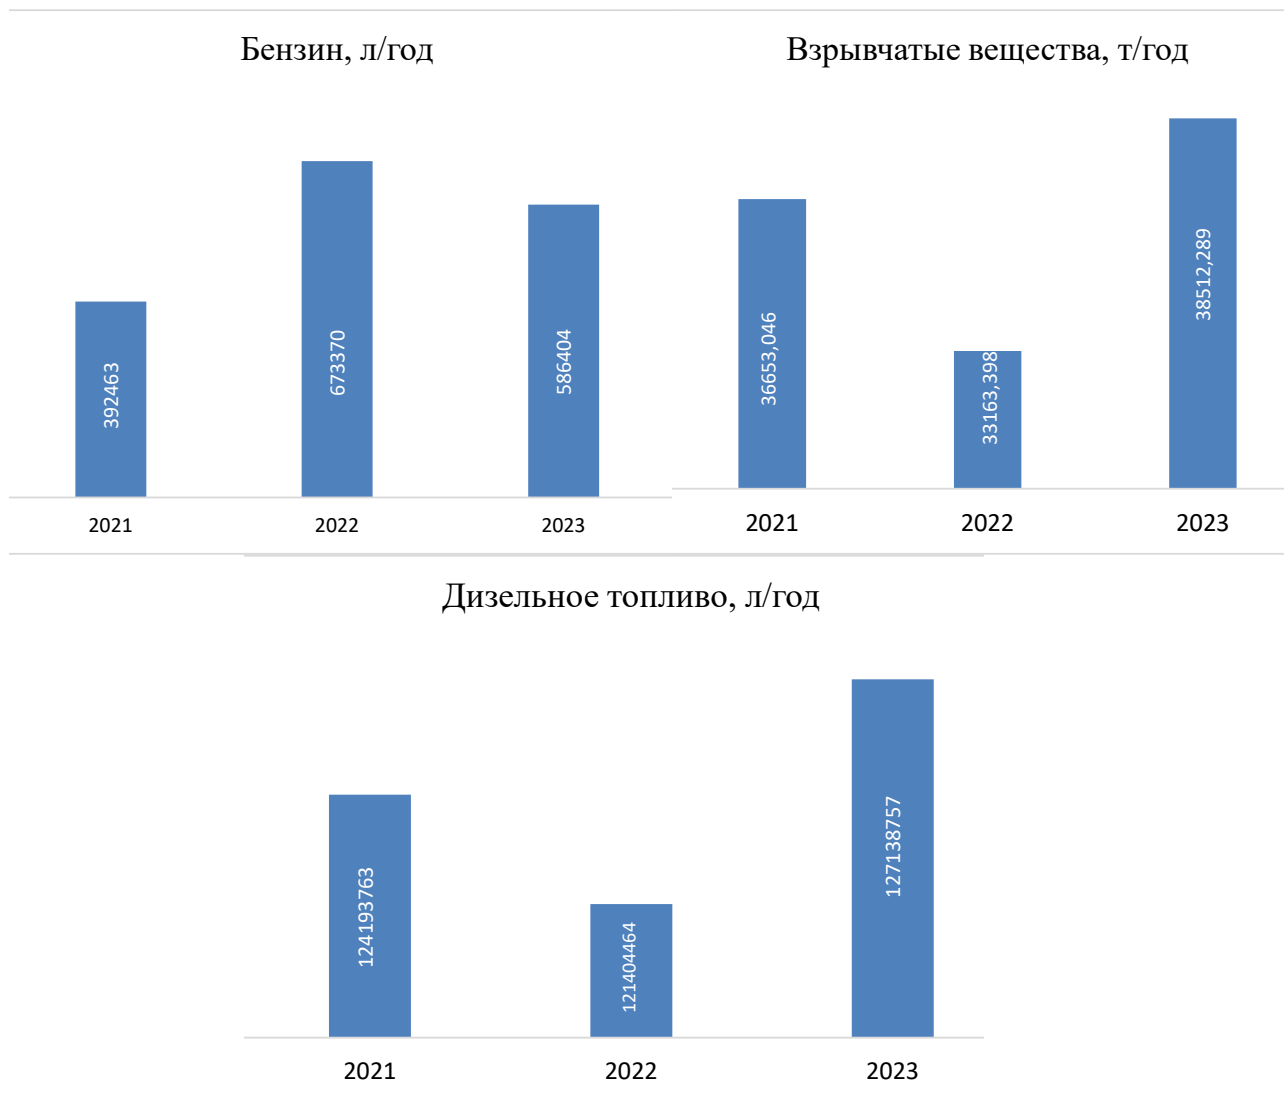 Бензин, л/год
392463
673370
586404
2021 2022 2023
Взрывчатые вещества, т/год
36653,046
33163,398
38512,289
2021 2022 2023
Дизельное топливо, л/год
124193763
121404464
127138757
2021 2022 2023